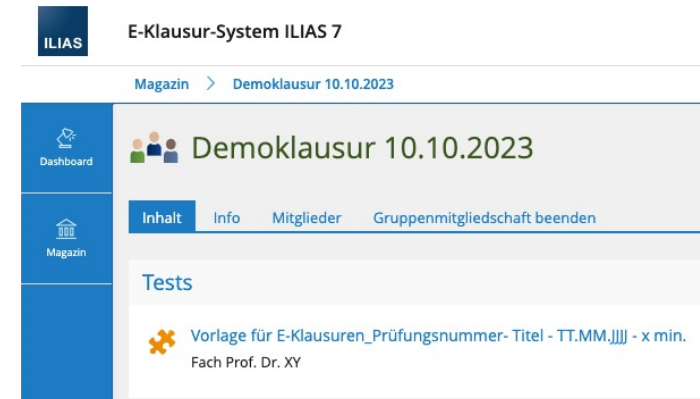 ILIAS
E-Klausur-System ILIAS 7
Magazin > Demoklausur 10.10.2023
Dashboard
Demoklausur 10.10.2023
Inhalt Info Mitglieder Gruppenmitgliedschaft beenden
Magazin
Tests
Vorlage für E-Klausuren_Prüfungsnummer- Titel - TT.MM.JJJJ - x min.
Fach Prof. Dr. XY